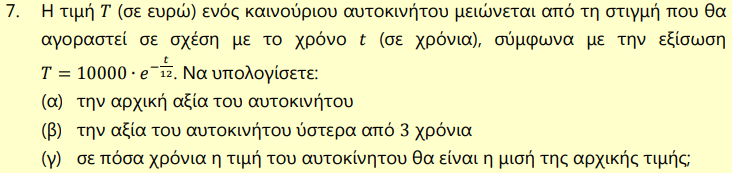 7. Η τιμή Τ (σε ευρώ) ενός καινούριου αυτοκινήτου μειώνεται από τη στιγμή που θα
αγοραστεί σε σχέση με το χρόνο t (σε χρόνια), σύμφωνα με την εξίσωση
T = 10000 · e^{-\frac{t}{12}}. Να υπολογίσετε:
(α) την αρχική αξία του αυτοκινήτου
(β) την αξία του αυτοκινήτου ύστερα από 3 χρόνια
(γ) σε πόσα χρόνια η τιμή του αυτοκίνητου θα είναι η μισή της αρχικής τιμής;